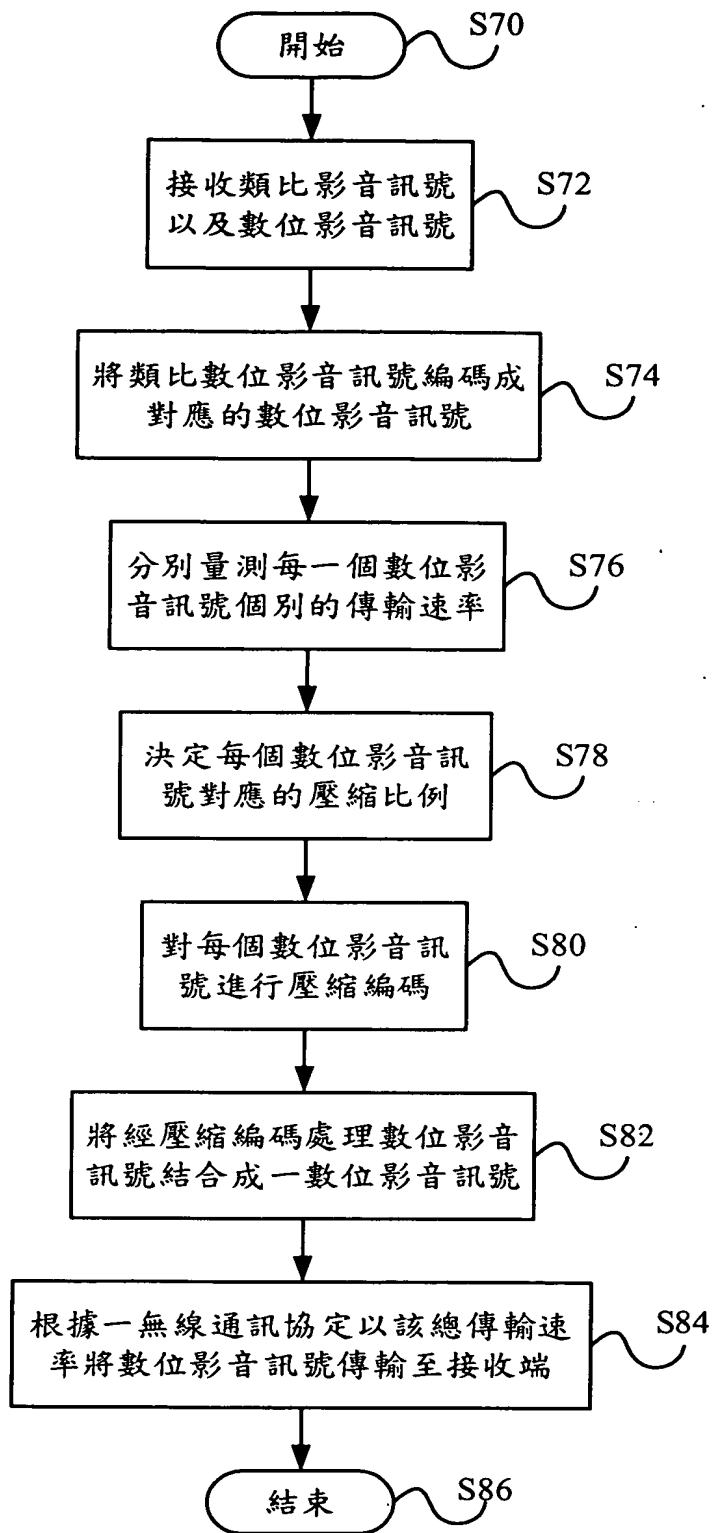 開始
S70
接收類比影音訊號
以及數位影音訊號
S72
將類比數位影音訊號編碼成
對應的數位影音訊號
S74
分別量測每一個數位影
音訊號個別的傳輸速率
S76
決定每個數位影音訊
號對應的壓縮比例
S78
對每個數位影音訊
號進行壓縮編碼
S80
將經壓縮編碼處理數位影音
訊號結合成一數位影音訊號
S82
根據一無線通訊協定以該總傳輸速
率將數位影音訊號傳輸至接收端
S84
結束
S86